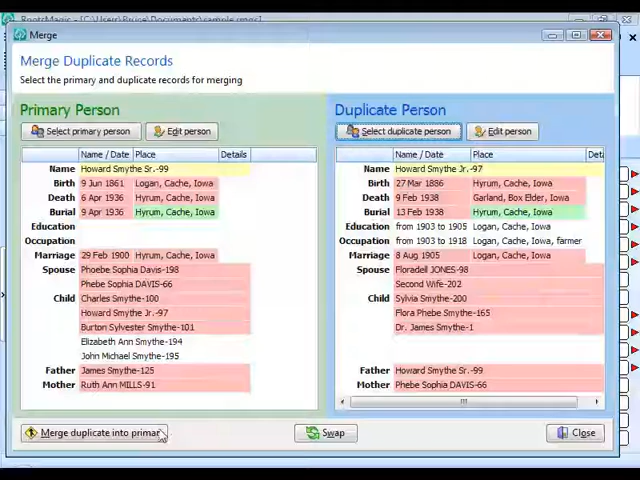 RootsMagic - [C:\Users\Bruce\Documents\sample.rmgc]
Merge
Merge Duplicate Records
Select the primary and duplicate records for merging
Primary Person
Select primary person
Edit person
Name / Date Place Details
Name Howard Smythe Sr.-99
Birth 9 Jun 1861 Logan, Cache, Iowa
Death 6 Apr 1936 Hyrum, Cache, Iowa
Burial 9 Apr 1936 Hyrum, Cache, Iowa
Education
Occupation
Marriage 29 Feb 1900 Hyrum, Cache, Iowa
Spouse Phoebe Sophia Davis-198
Phebe Sophia DAVIS-66
Child Charles Smythe-100
Howard Smythe Jr.-97
Burton Sylvester Smythe-101
Elizabeth Ann Smythe-194
John Michael Smythe-195
Father James Smythe-125
Mother Ruth Ann MILLS-91
Duplicate Person
Select duplicate person
Edit person
Name / Date Place Deta
Name Howard Smythe Jr.-97
Birth 27 Mar 1886 Hyrum, Cache, Iowa
Death 9 Feb 1938 Garland, Box Elder, Iowa
Burial 13 Feb 1938 Hyrum, Cache, Iowa
Education from 1903 to 1905 Logan, Cache, Iowa
Occupation from 1903 to 1918 Logan, Cache, Iowa, farmer
Marriage 8 Aug 1905 Logan, Cache, Iowa
Spouse Floradell JONES-98
Second Wife-202
Child Sylvia Smythe-200
Flora Phebe Smythe-165
Dr. James Smythe-1
Father Howard Smythe Sr.-99
Mother Phebe Sophia DAVIS-66
Merge duplicate into primar
Swap
Close